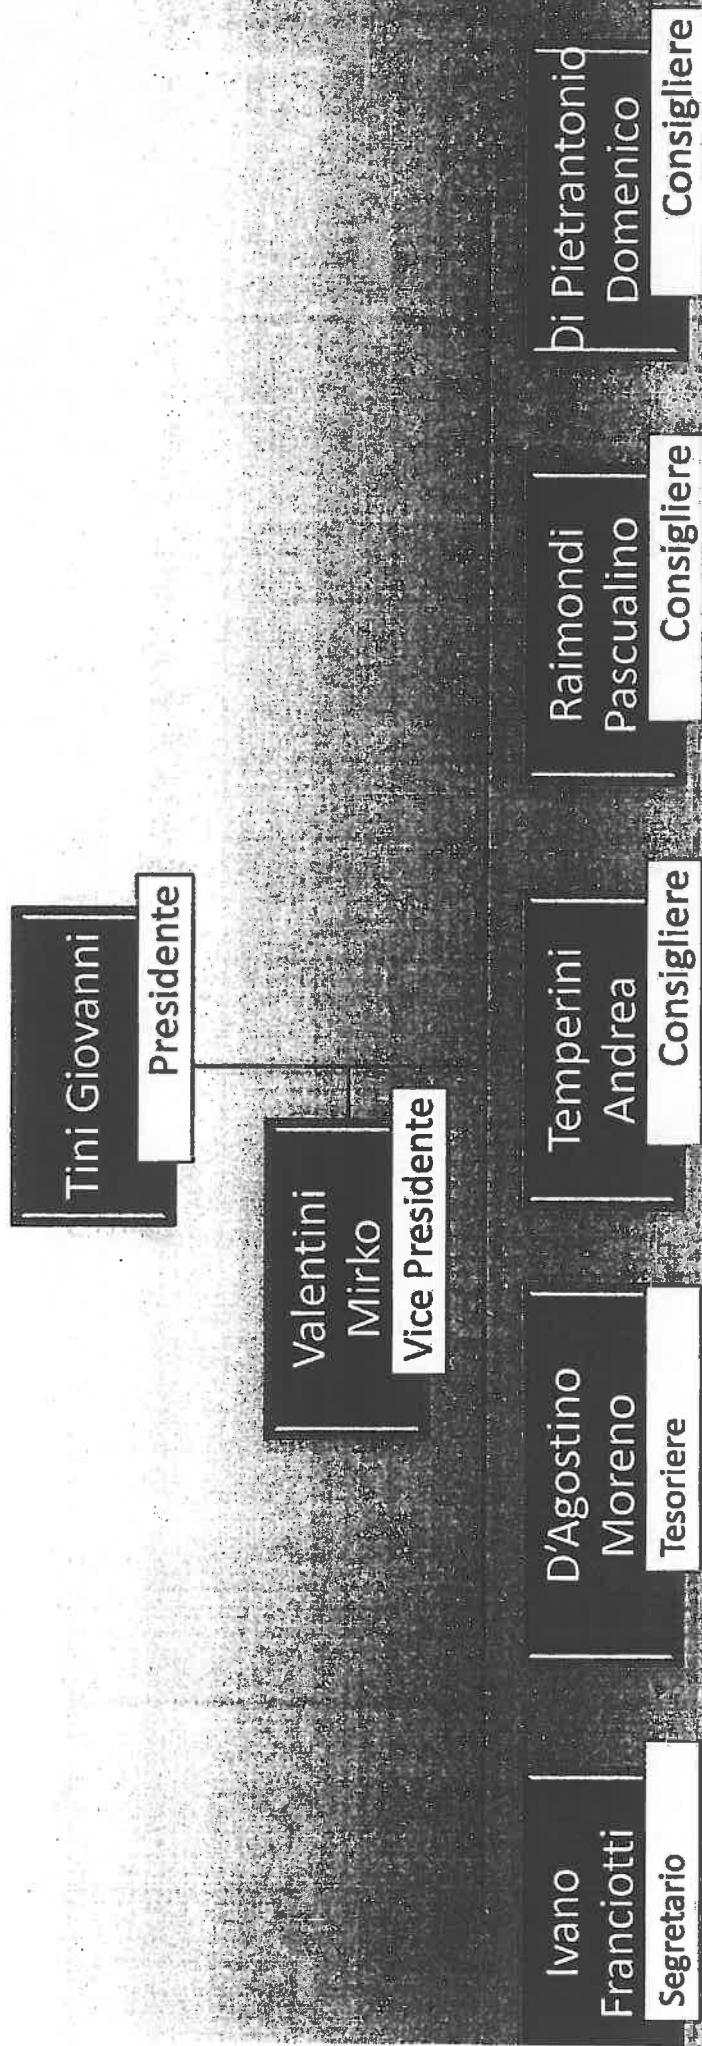 Tini Giovanni
Presidente
Valentini
Mirko
Vice Presidente
Ivano
Franciotti
Segretario
D'Agostino
Moreno
Tesoriere
Temperini
Andrea
Consigliere
Raimondi
Pascualino
Consigliere
Di Pietrantonio
Domenico
Consigliere